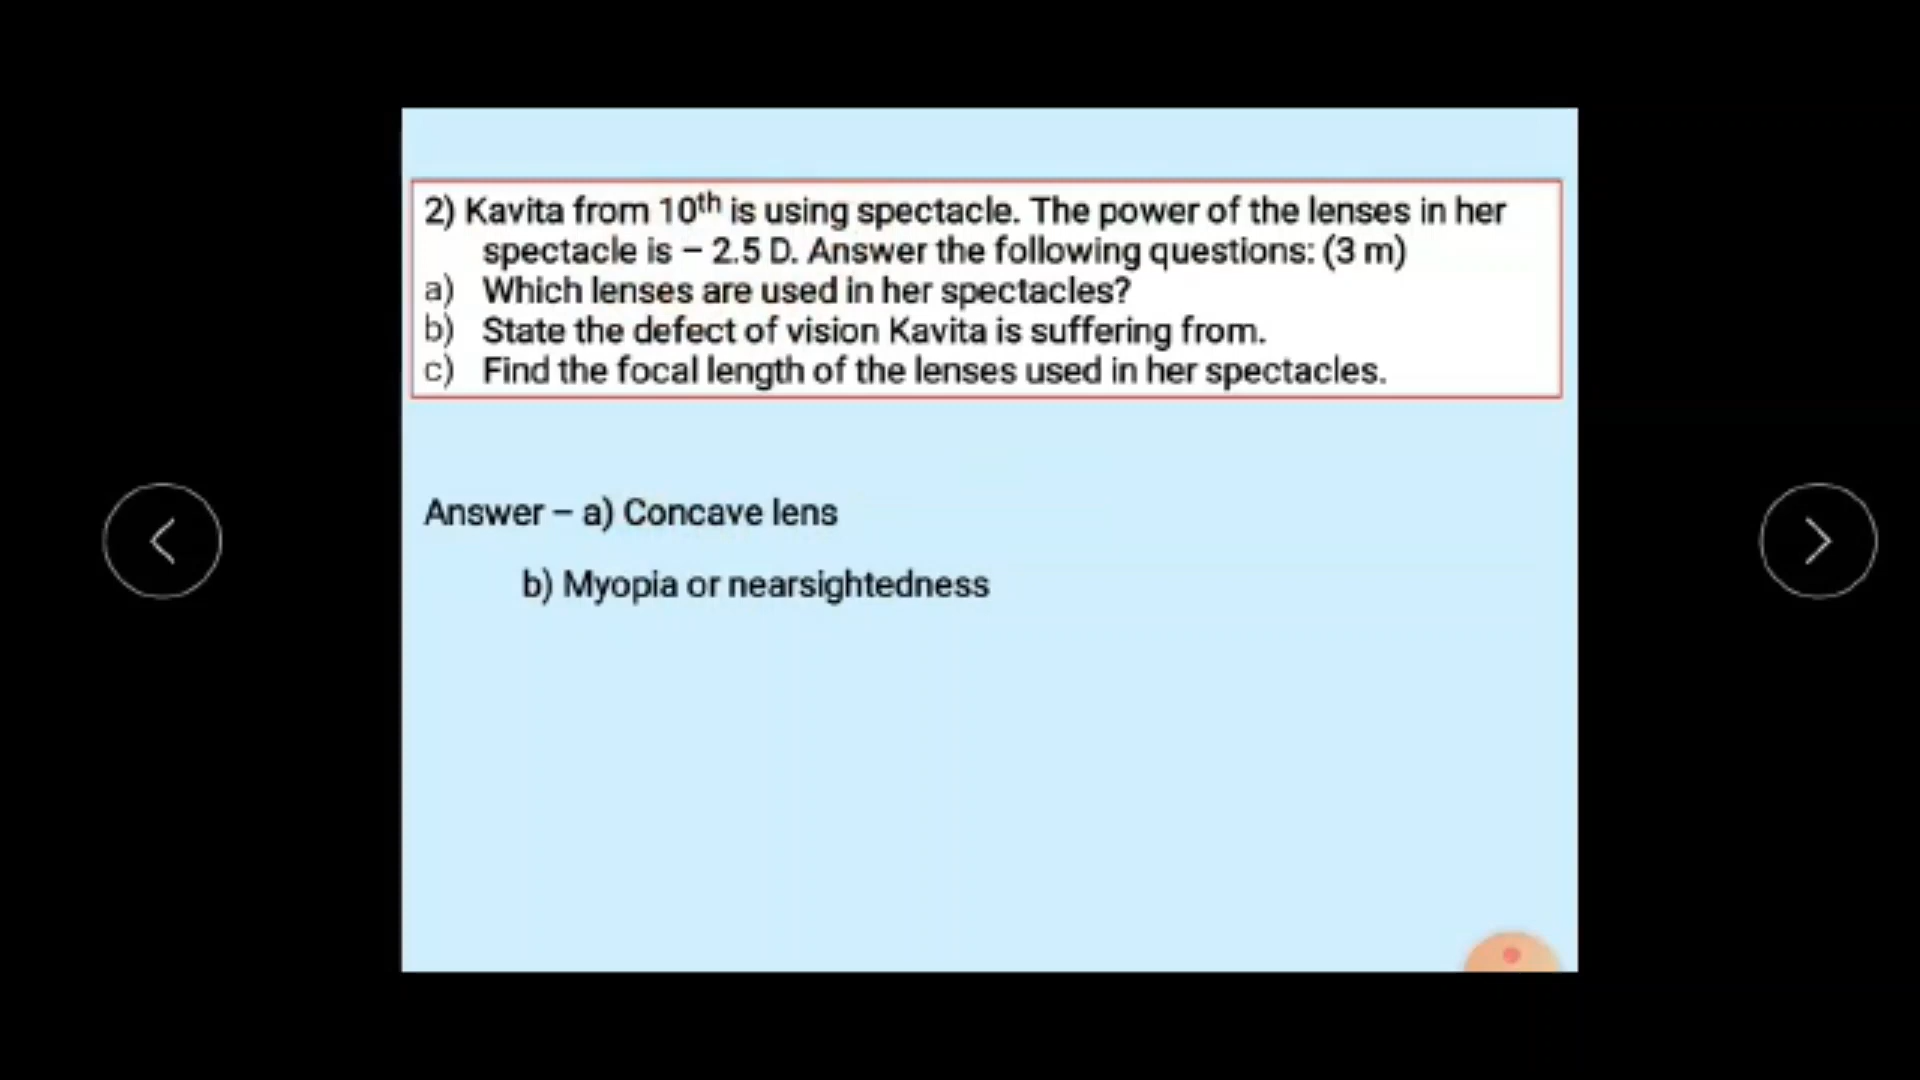 2) Kavita from 10th is using spectacle. The power of the lenses in her
spectacle is – 2.5 D. Answer the following questions: (3 m)
a) Which lenses are used in her spectacles?
b) State the defect of vision Kavita is suffering from.
c) Find the focal length of the lenses used in her spectacles.
Answer – a) Concave lens
b) Myopia or nearsightedness